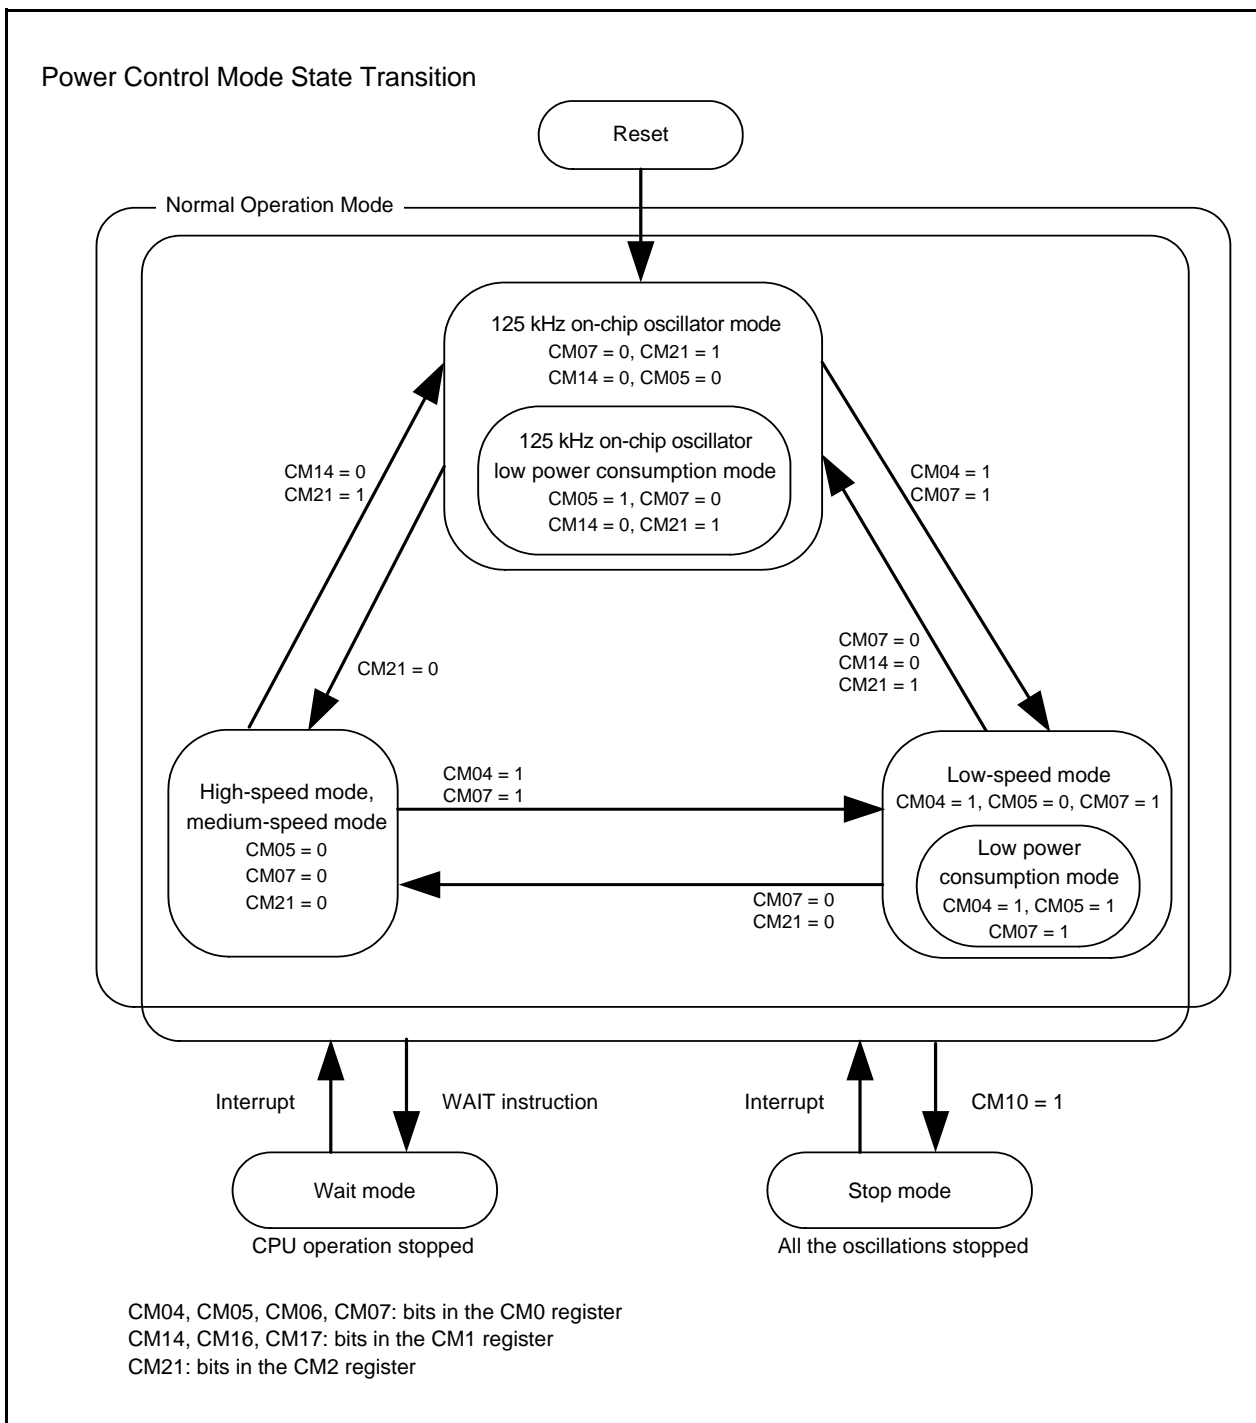 Power Control Mode State Transition
Reset
Normal Operation Mode
125 kHz on-chip oscillator mode
CM07 = 0, CM21 = 1
CM14 = 0, CM05 = 0
125 kHz on-chip oscillator
low power consumption mode
CM05 = 1, CM07 = 0
CM14 = 0, CM21 = 1
CM14 = 0
CM21 = 1
CM04 = 1
CM07 = 1
CM21 = 0
CM07 = 0
CM14 = 0
CM21 = 1
High-speed mode,
medium-speed mode
CM05 = 0
CM07 = 0
CM21 = 0
CM04 = 1
CM07 = 1
CM07 = 0
CM21 = 0
Low-speed mode
CM04 = 1, CM05 = 0, CM07 = 1
Low power
consumption mode
CM04 = 1, CM05 = 1
CM07 = 1
Interrupt
WAIT instruction
Interrupt
CM10 = 1
Wait mode
Stop mode
CPU operation stopped
All the oscillations stopped
CM04, CM05, CM06, CM07: bits in the CM0 register
CM14, CM16, CM17: bits in the CM1 register
CM21: bits in the CM2 register